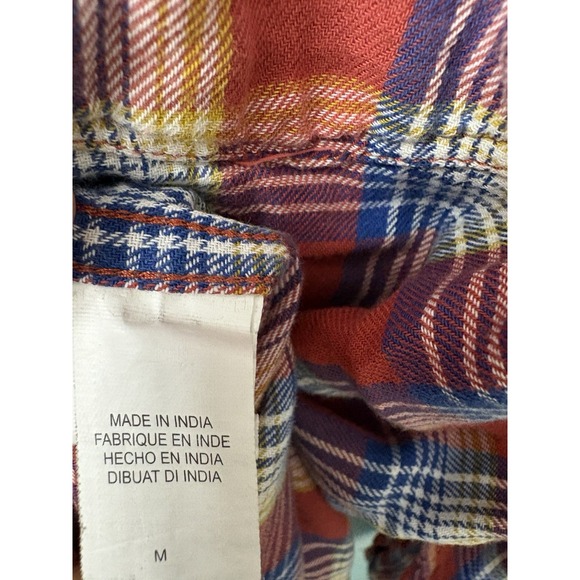 MADE IN INDIA
FABRIQUE EN INDE
HECHO EN INDIA
DIBUAT DI INDIA
M